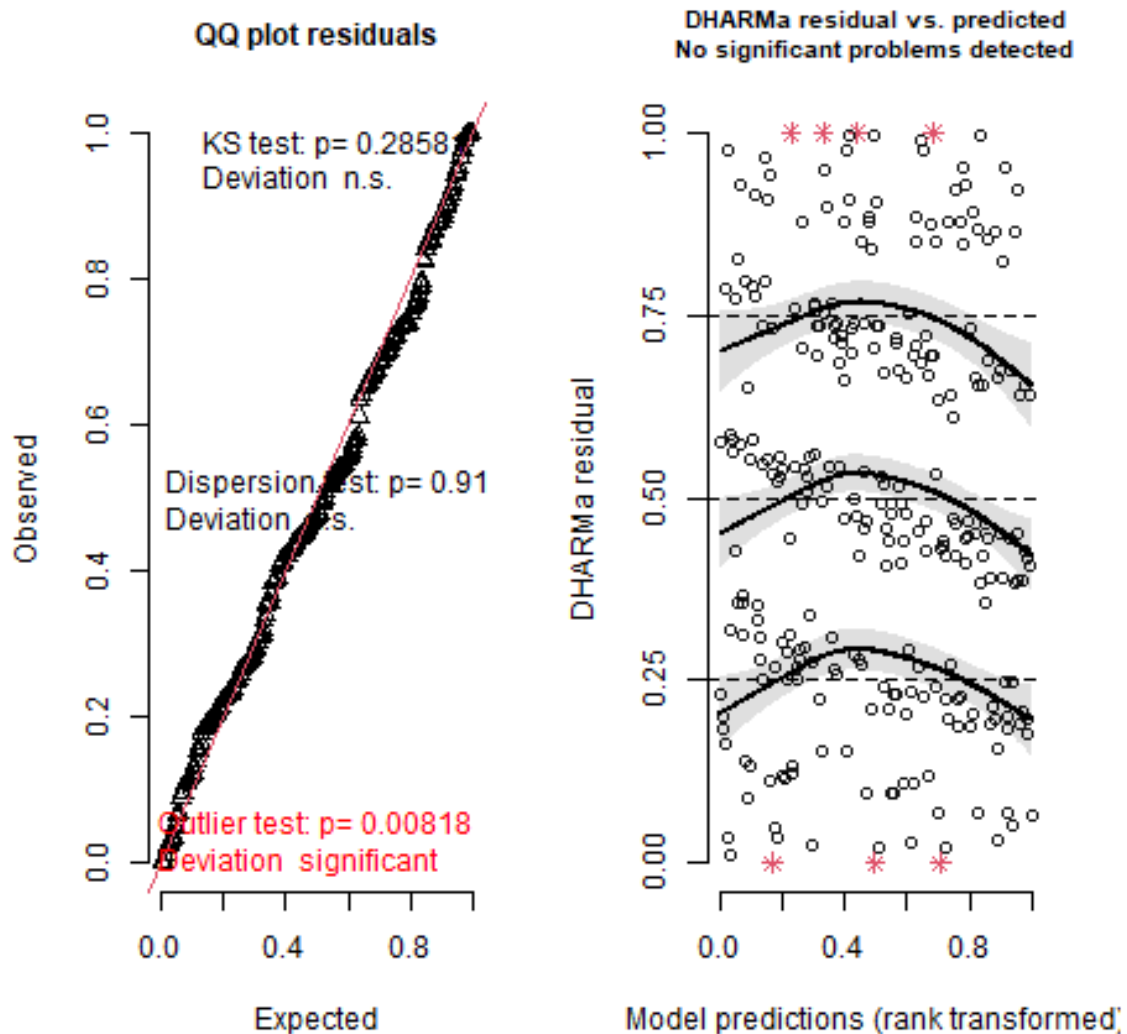 QQ plot residuals
KS test: p= 0.2858
Deviation n.s.
Dispersion test: p= 0.91
Deviation n.s.
Outlier test: p= 0.00818
Deviation significant
Observed
0.0
0.2
0.4
0.6
0.8
1.0
0.0 0.4 0.8
Expected
DHARMa residual vs. predicted
No significant problems detected
DHARMa residual
0.00
0.25
0.50
0.75
1.00
0.0 0.4 0.8
Model predictions (rank transformed)